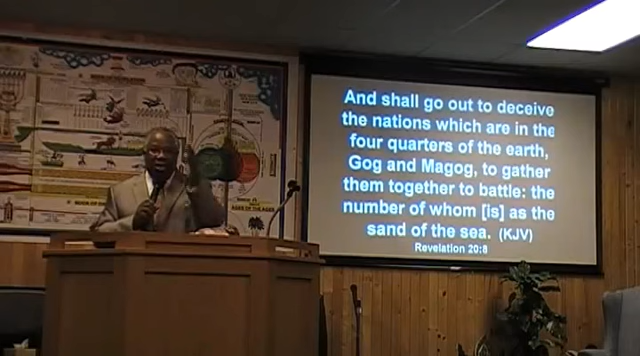 And shall go out to deceive
the nations which are in the
four quarters of the earth,
Gog and Magog, to gather
them together to battle: the
number of whom [is] as the
sand of the sea. (KJV)
Revelation 20:8